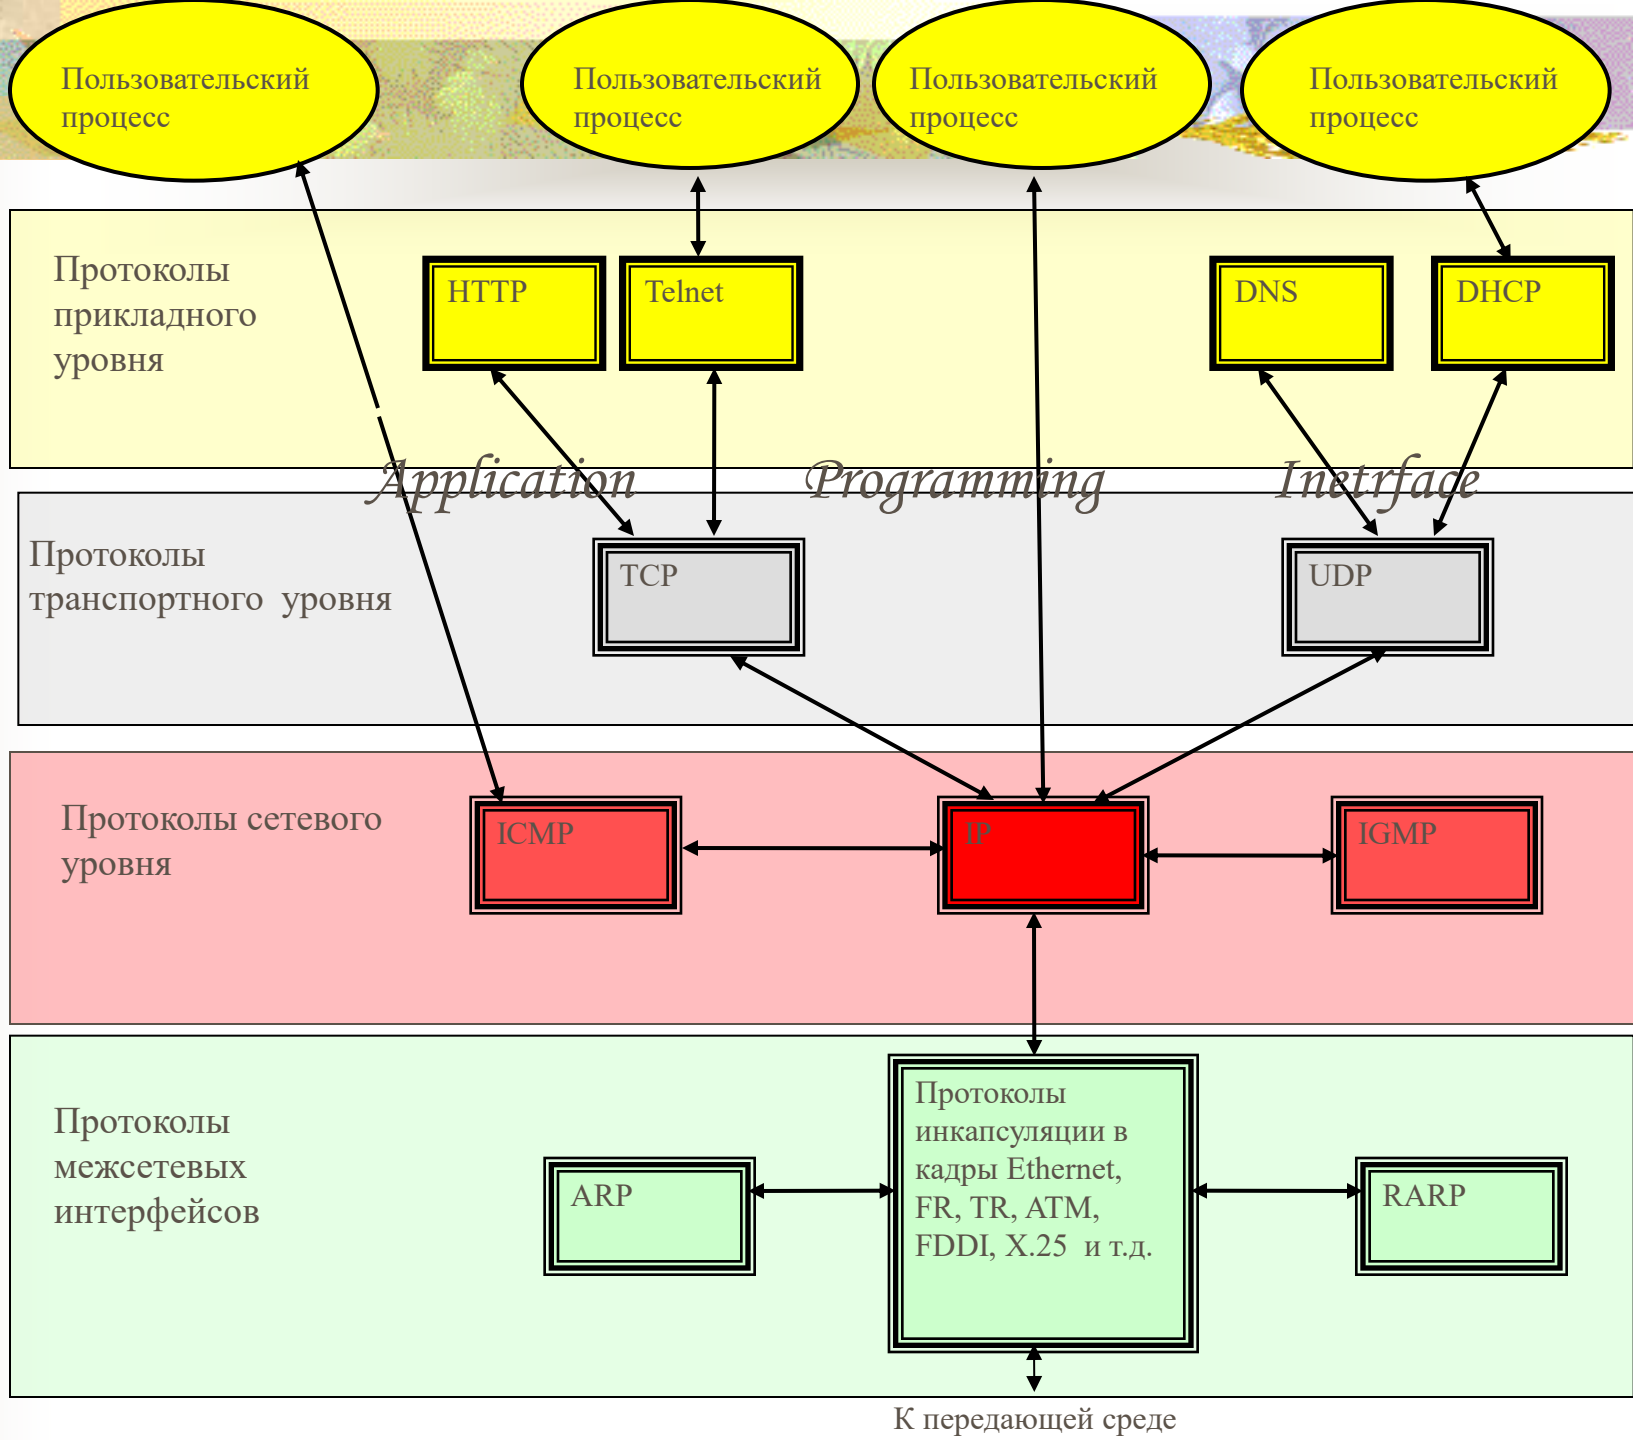 Пользовательский
процесс
Пользовательский
процесс
Пользовательский
процесс
Пользовательский
процесс
Протоколы
прикладного
уровня
HTTP
Telnet
DNS
DHCP
Application Programming Inetrface
Протоколы
транспортного уровня
TCP
UDP
Протоколы сетевого
уровня
ICMP
IP
IGMP
Протоколы
межсетевых
интерфейсов
ARP
Протоколы
инкапсуляции в
кадры Ethernet,
FR, TR, ATM,
FDDI, X.25 и т.д.
RARP
К передающей среде